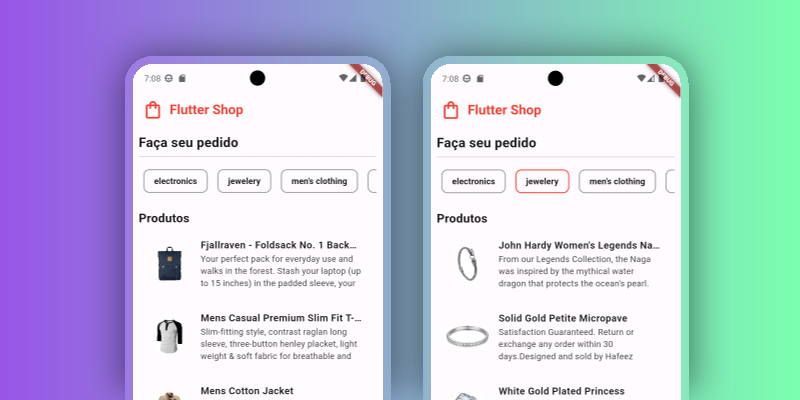 7:08
DEBUG
Flutter Shop
Faça seu pedido
electronics
jewelery
men's clothing
Produtos
Fjallraven - Foldsack No. 1 Back...
Your perfect pack for everyday use and
walks in the forest. Stash your laptop (up
to 15 inches) in the padded sleeve, your
Mens Casual Premium Slim Fit T-...
Slim-fitting style, contrast raglan long
sleeve, three-button henley placket, light
weight & soft fabric for breathable and
Mens Cotton Jacket
7:08
DEBUG
Flutter Shop
Faça seu pedido
electronics
jewelery
men's clothing
Produtos
John Hardy Women's Legends Na...
From our Legends Collection, the Naga
was inspired by the mythical water
dragon that protects the ocean's pearl.
Solid Gold Petite Micropave
Satisfaction Guaranteed. Return or
exchange any order within 30
days.Designed and sold by Hafeez
White Gold Plated Princess